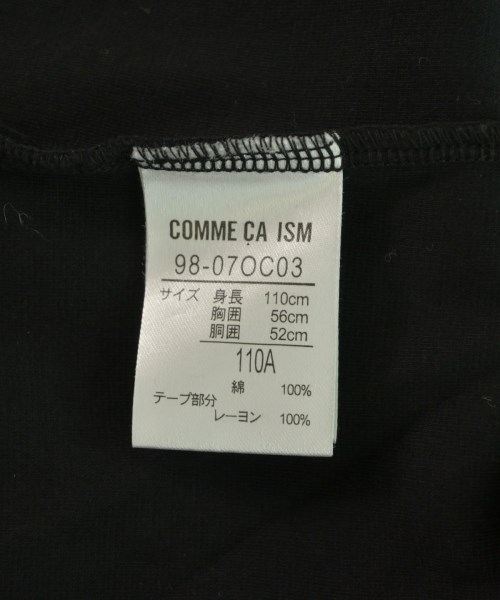 COMME ÇA ISM
98-07OC03
サイズ 身長 110cm
胸囲 56cm
胴囲 52cm
110A
綿 100%
テープ部分
レーヨン 100%